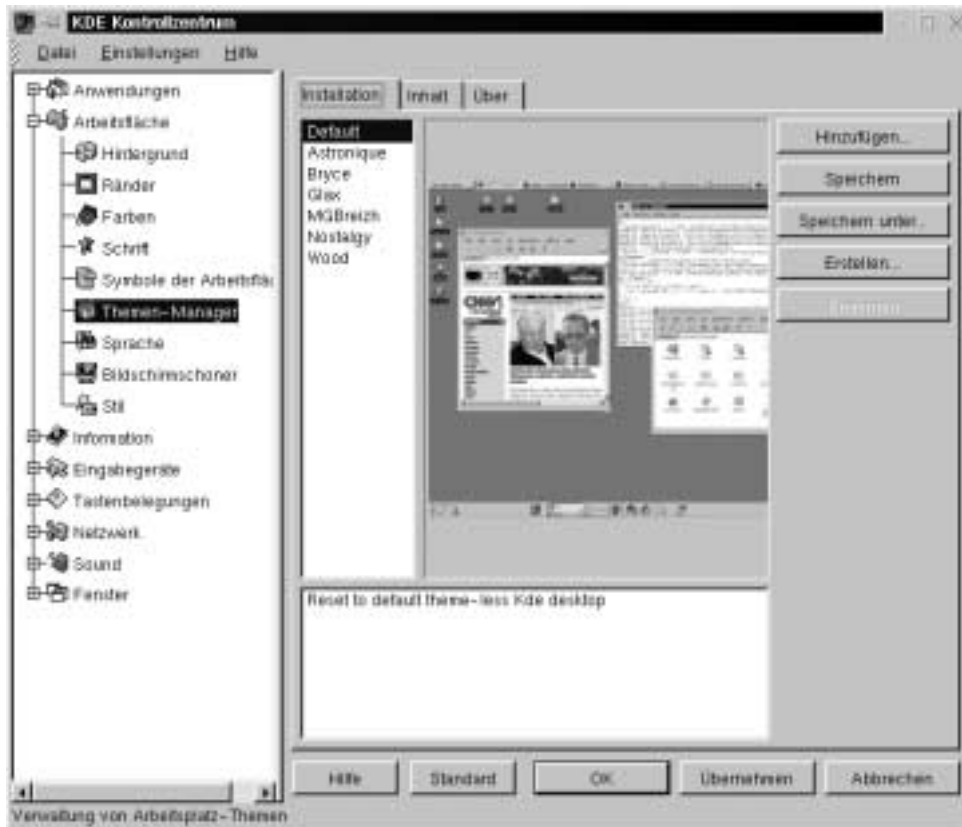 KDE Kontrollzentrum
Datei Einstellungen Hilfe
Anwendungen
Arbeitsfläche
Hintergrund
Ränder
Farben
Schrift
Symbole der Arbeitsflä
Themen-Manager
Sprache
Bildschirmschoner
Stil
Information
Eingabegeräte
Tastenbelegungen
Netzwerk
Sound
Fenster
Installation Inhalt Über
Default
Astronique
Bryce
Glax
MGBreizh
Nostalgy
Wood
CNN
Hinzufügen...
Speichern
Speichern unter...
Erstellen...
Reset to default theme-less Kde desktop
Hilfe Standard OK Übernehmen Abbrechen
Verwaltung von Arbeitsplatz-Themen